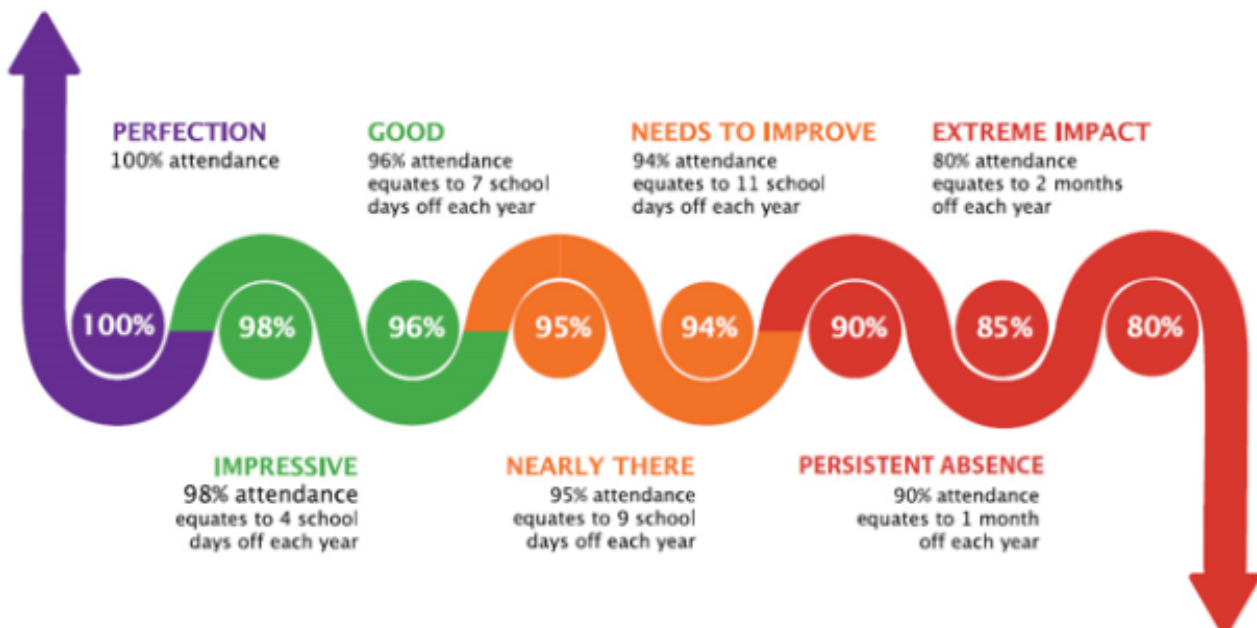 PERFECTION
100% attendance
GOOD
96% attendance
equates to 7 school
days off each year
NEEDS TO IMPROVE
94% attendance
equates to 11 school
days off each year
EXTREME IMPACT
80% attendance
equates to 2 months
off each year
100%
98%
96%
95%
94%
90%
85%
80%
IMPRESSIVE
98% attendance
equates to 4 school
days off each year
NEARLY THERE
95% attendance
equates to 9 school
days off each year
PERSISTENT ABSENCE
90% attendance
equates to 1 month
off each year